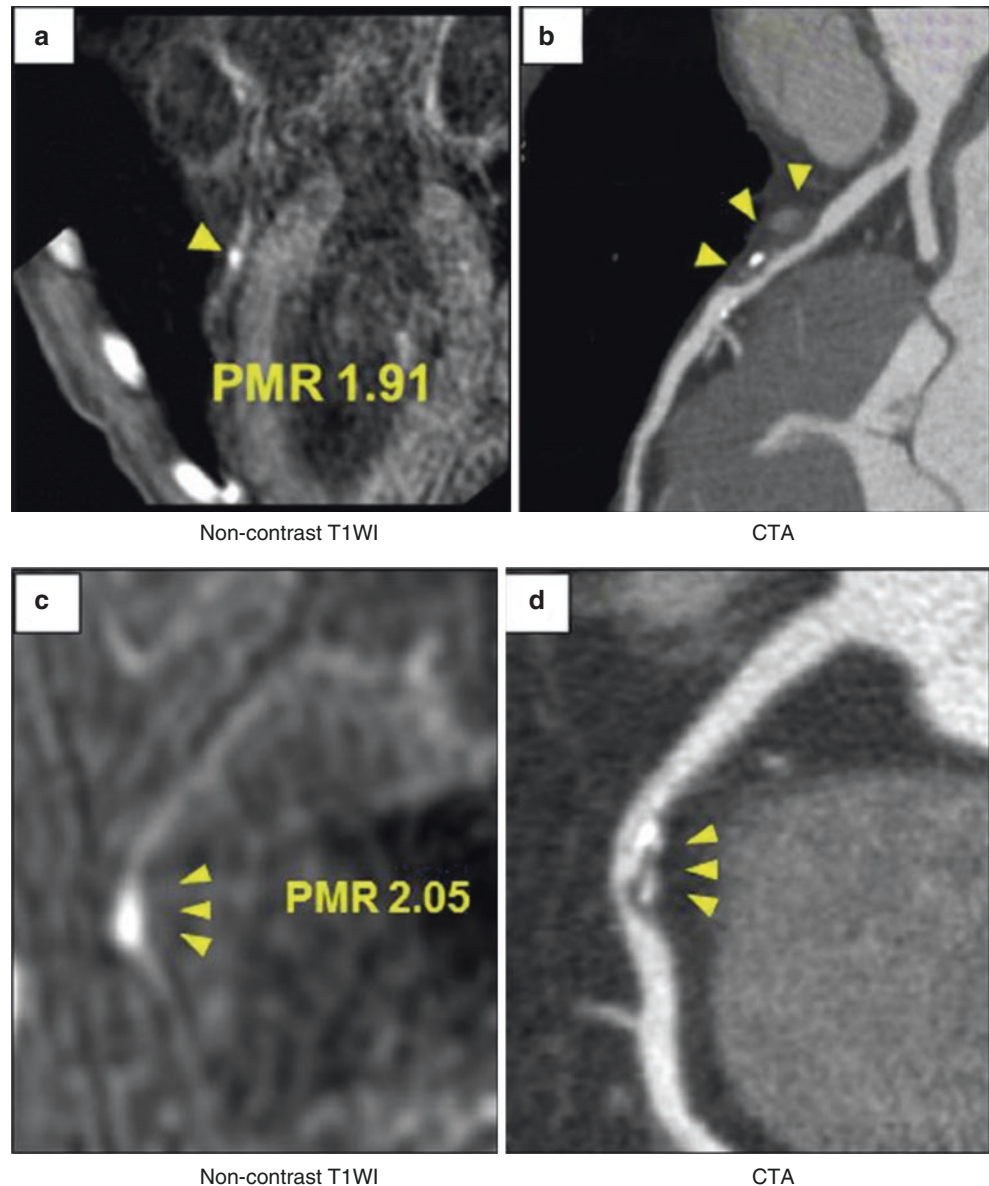 a
b
PMR 1.91
Non-contrast T1WI
CTA
c
d
PMR 2.05
Non-contrast T1WI
CTA